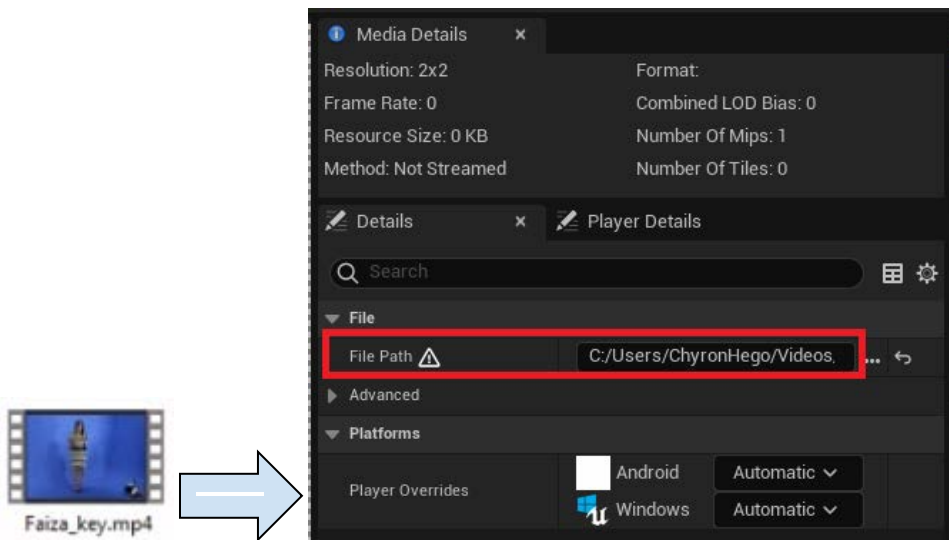 Media Details
Resolution: 2x2
Format:
Frame Rate: 0
Combined LOD Bias: 0
Resource Size: 0 KB
Number Of Mips: 1
Method: Not Streamed
Number Of Tiles: 0
Details
Player Details
Search
File
File Path
C:/Users/ChyronHego/Videos
...
Advanced
Platforms
Player Overrides
Android
Automatic
Windows
Automatic
Faiza_key.mp4